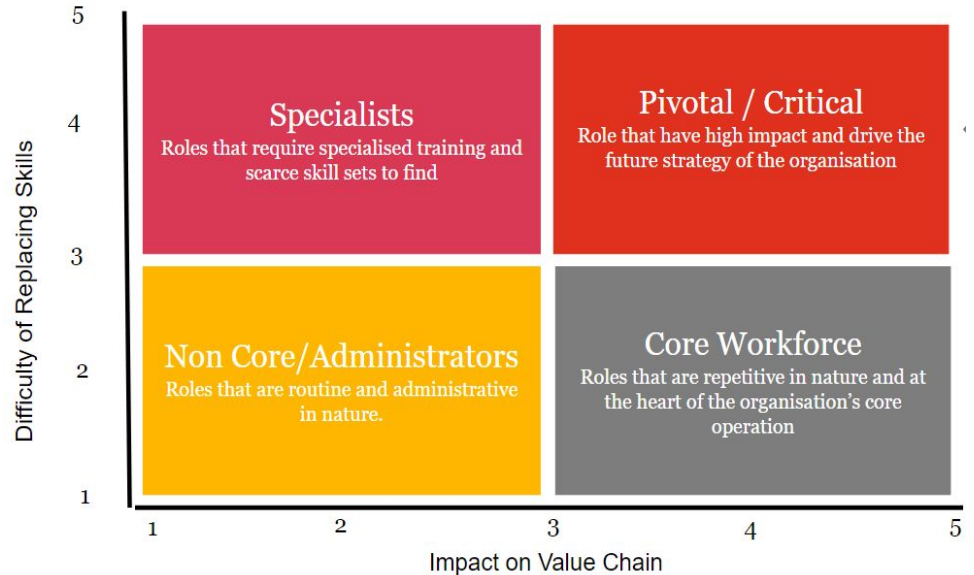 5
4
3
2
1
Difficulty of Replacing Skills
Specialists
Roles that require specialised training and
scarce skill sets to find
Pivotal / Critical
Role that have high impact and drive the
future strategy of the organisation
Non Core/Administrators
Roles that are routine and administrative
in nature.
Core Workforce
Roles that are repetitive in nature and at
the heart of the organisation's core
operation
1
2
3
4
5
Impact on Value Chain